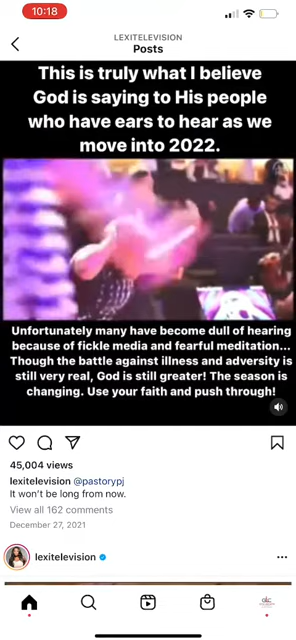 10:18
LEXITELEVISION
Posts
This is truly what I believe
God is saying to His people
who have ears to hear as we
move into 2022.
Unfortunately many have become dull of hearing
because of fickle media and fearful meditation...
Though the battle against illness and adversity is
still very real, God is still greater! The season is
changing. Use your faith and push through!
45,004 views
lexitelevision @pastorypj
It won't be long from now.
View all 162 comments
December 27, 2021
lexitelevision